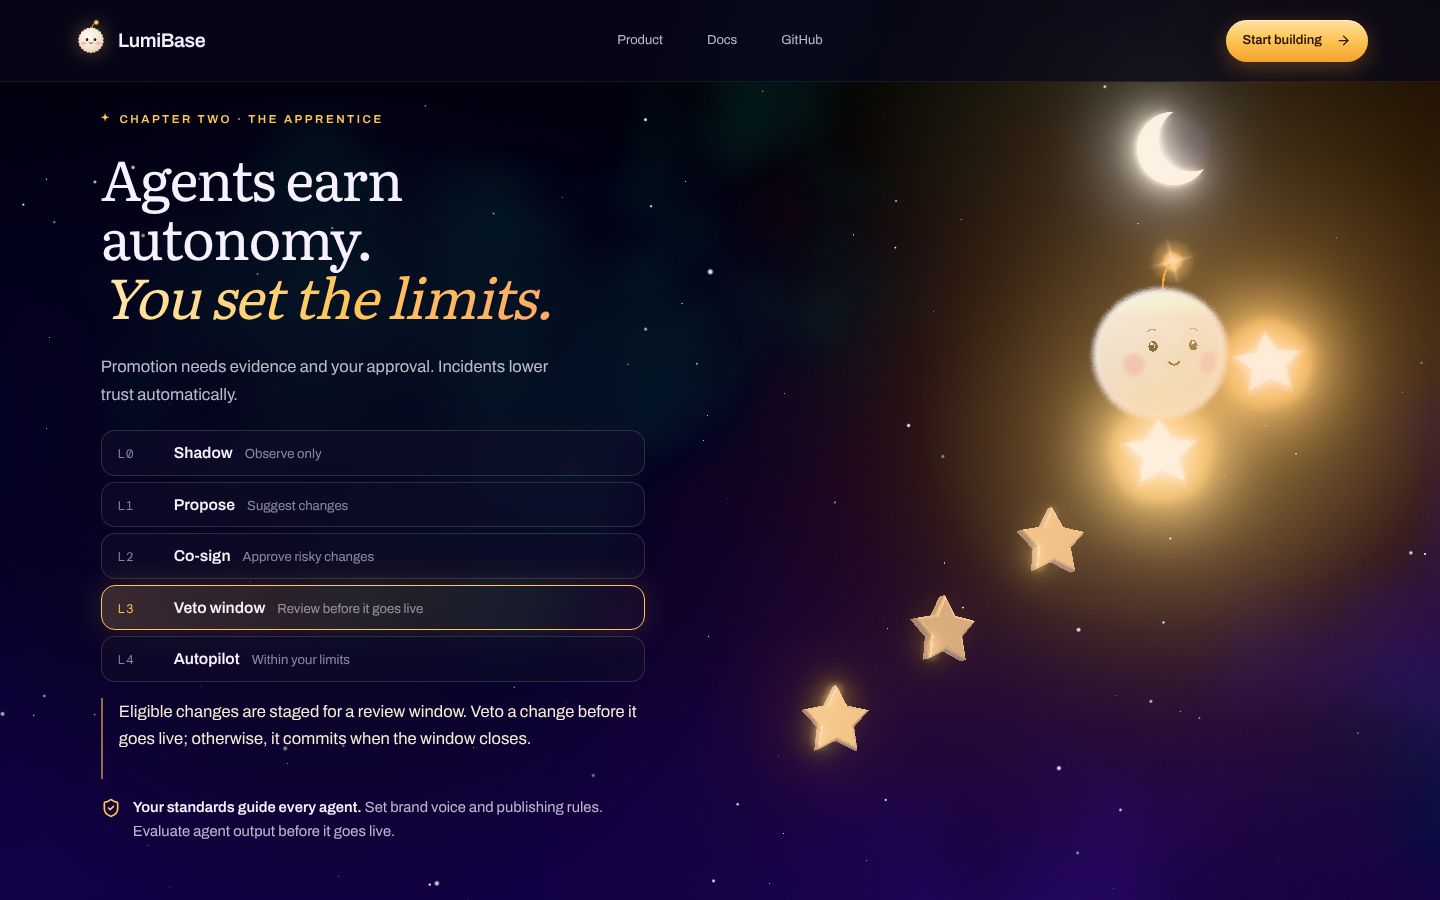 LumiBase
Product
Docs
GitHub
Start building
CHAPTER TWO · THE APPRENTICE
Agents earn
autonomy.
You set the limits.
Promotion needs evidence and your approval. Incidents lower
trust automatically.
L0 Shadow Observe only
L1 Propose Suggest changes
L2 Co-sign Approve risky changes
L3 Veto window Review before it goes live
L4 Autopilot Within your limits
Eligible changes are staged for a review window. Veto a change before it
goes live; otherwise, it commits when the window closes.
Your standards guide every agent. Set brand voice and publishing rules.
Evaluate agent output before it goes live.